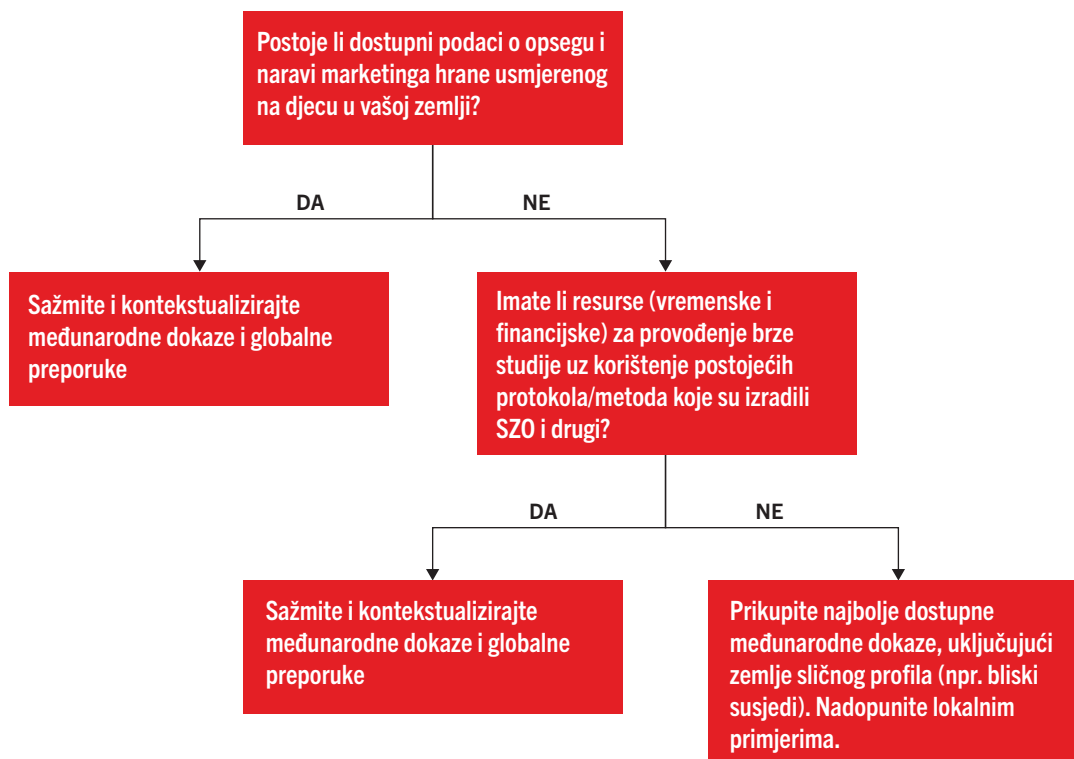 Postoje li dostupni podaci o opsegu i
naravi marketinga hrane usmjerenog
na djecu u vašoj zemlji?
DA
NE
Sažmite i kontekstualizirajte
međunarodne dokaze i globalne
preporuke
Imate li resurse (vremenske i
financijske) za provođenje brze
studije uz korištenje postojećih
protokola/metoda koje su izradili
SZO i drugi?
DA
NE
Sažmite i kontekstualizirajte
međunarodne dokaze i globalne
preporuke
Prikupite najbolje dostupne
međunarodne dokaze, uključujući
zemlje sličnog profila (npr. bliski
susjedi). Nadopunite lokalnim
primjerima.